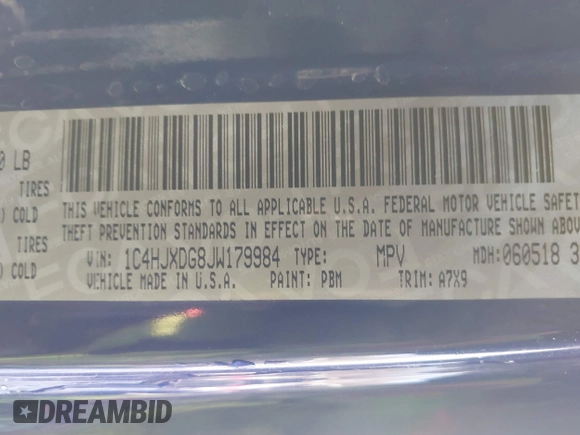 0 LB
TIRES
COLD
TIRES
COLD
THIS VEHICLE CONFORMS TO ALL APPLICABLE U.S.A. FEDERAL MOTOR VEHICLE SAFET
THEFT PREVENTION STANDARDS IN EFFECT ON THE DATE OF MANUFACTURE SHOWN ABOVE
VIN: 1C4HJXDG8JW179984 TYPE: MPV MDH: 060518 3
VEHICLE MADE IN U.S.A. PAINT: PBM TRIM: A7X9
DREAMBID